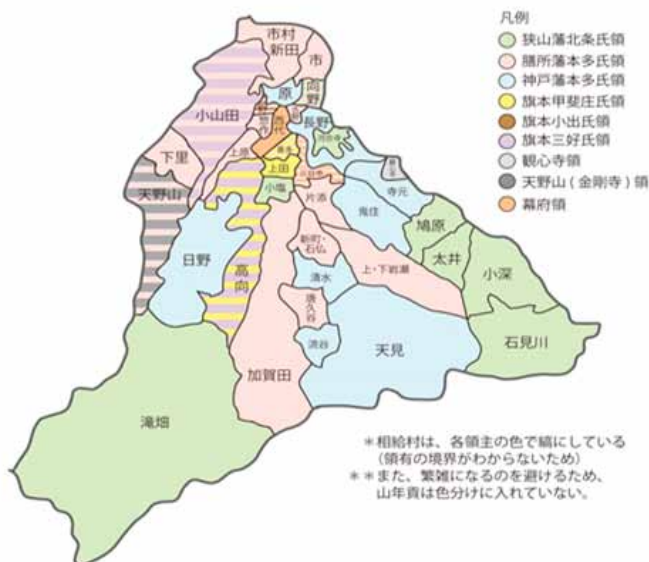 凡例
狭山藩北条氏領
膳所藩本多氏領
神戸藩本多氏領
旗本甲斐庄氏領
旗本小出氏領
旗本三好氏領
観心寺領
天野山(金剛寺)領
幕府領
市村
新田
市
原
向
野
小山田
西
代
長野
下里
上原
喜多
上田
天野山
小塩
片添
寺元
鬼住
鳩原
日野
高
向
新町・
石仏
太井
小深
清水
上・下岩瀬
唐
久
谷
石見川
流谷
天見
加賀田
滝畑
＊相給村は、各領主の色で縞にしている
(領有の境界がわからないため)
＊＊また、繁雑になるのを避けるため、
山年貢は色分けに入れていない。